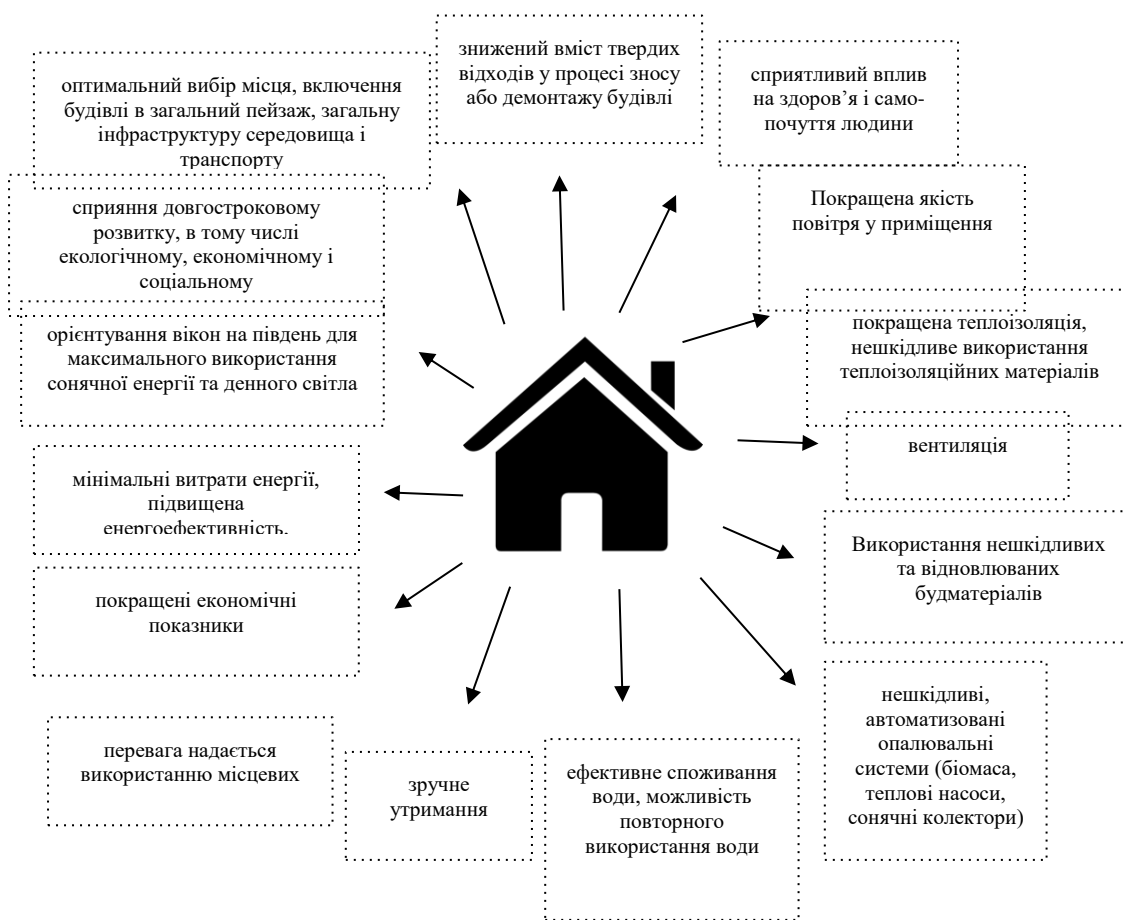 оптимальний вибір місця, включення
будівлі в загальний пейзаж, загальну
інфраструктуру середовища і
транспорту
знижений вміст твердих
відходів у процесі зносу
або демонтажу будівлі
сприятливий вплив
на здоров’я і само-
почуття людини
сприяння довгостроковому
розвитку, в тому числі
екологічному, економічному і
соціальному
Покращена якість
повітря у приміщення
орієнтування вікон на південь для
максимального використання
сонячної енергії та денного світла
покращена теплоізоляція,
нешкідливе використання
теплоізоляційних матеріалів
вентиляція
мінімальні витрати енергії,
підвищена
енергоефективність.
Використання нешкідливих
та відновлюваних
будматеріалів
покращені економічні
показники
нешкідливі,
автоматизовані
опалювальні
системи (біомаса,
теплові насоси,
сонячні колектори)
перевага надається
використанню місцевих
зручне
утримання
ефективне споживання
води, можливість
повторного
використання води